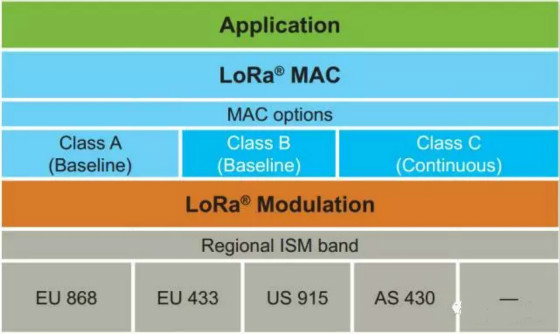 Application
LoRa® MAC
MAC options
Class A
(Baseline)
Class B
(Baseline)
Class C
(Continuous)
LoRa® Modulation
Regional ISM band
EU 868
EU 433
US 915
AS 430
—